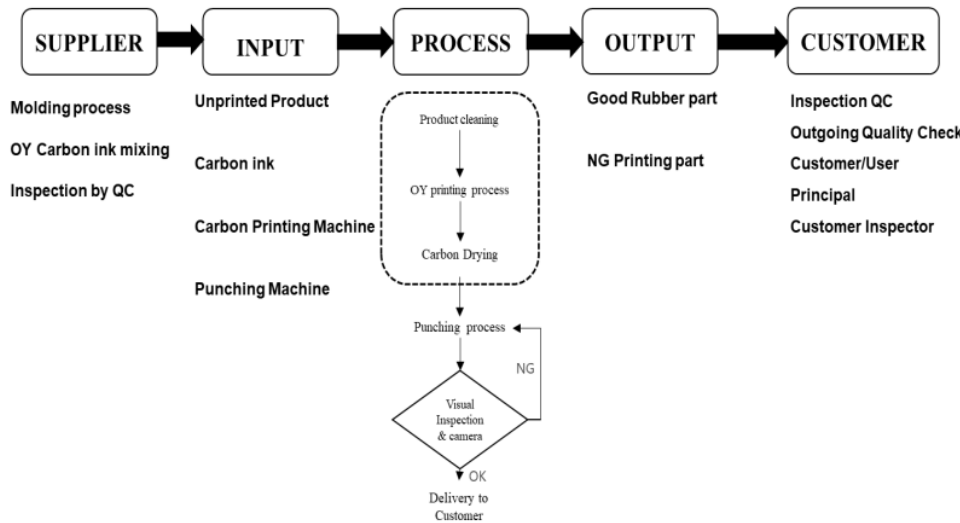 SUPPLIER
INPUT
PROCESS
OUTPUT
CUSTOMER
Molding process
OY Carbon ink mixing
Inspection by QC
Unprinted Product
Carbon ink
Carbon Printing Machine
Punching Machine
Product cleaning
OY printing process
Carbon Drying
Punching process
NG
Visual
Inspection
& camera
OK
Delivery to
Customer
Good Rubber part
NG Printing part
Inspection QC
Outgoing Quality Check
Customer/User
Principal
Customer Inspector